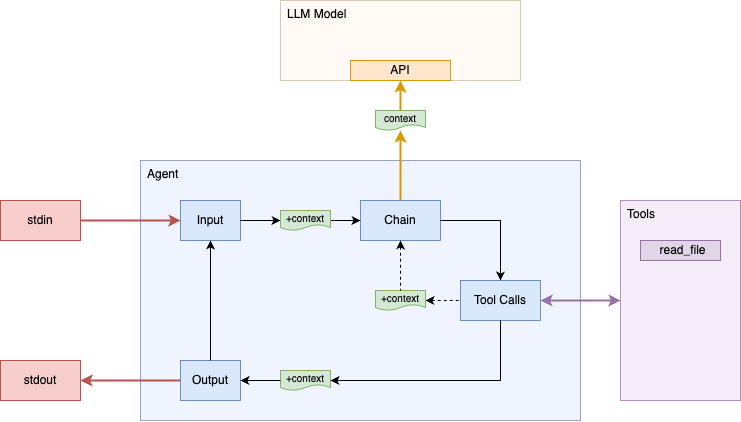 LLM Model
API
context
Agent
stdin
Input
+context
Chain
Tools
read_file
+context
Tool Calls
stdout
Output
+context